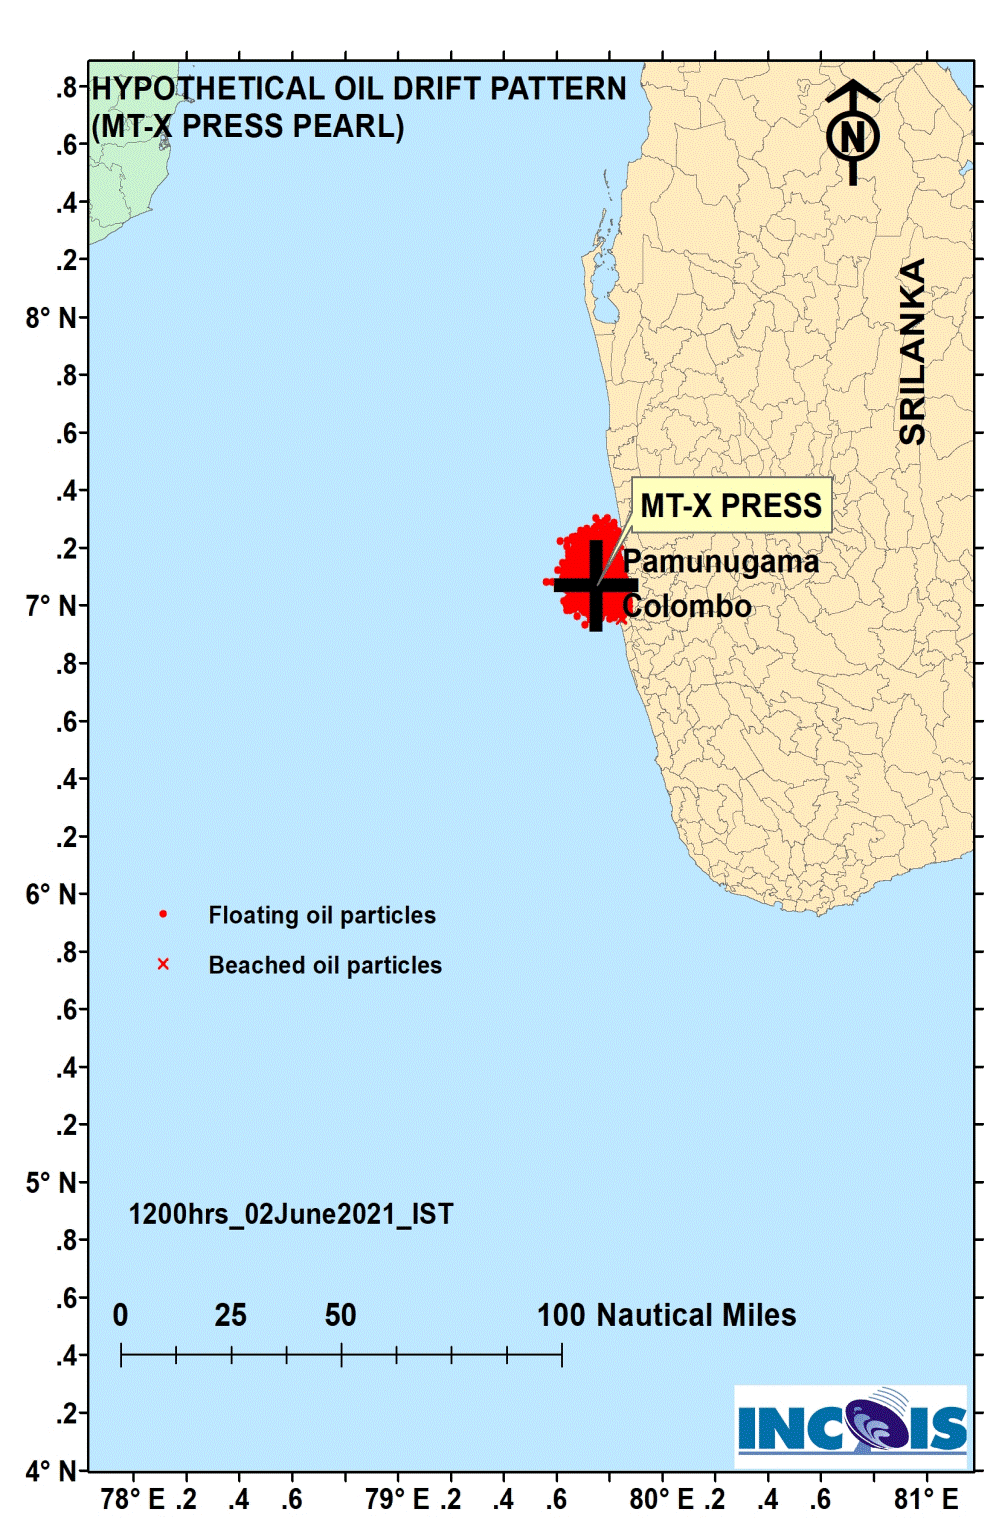 HYPOTHETICAL OIL DRIFT PATTERN
(MT-X PRESS PEARL)
N
SRILANKA
MT-X PRESS
Pamunugama
Colombo
Floating oil particles
Beached oil particles
1200hrs_02June2021_IST
0 25 50 100 Nautical Miles
INCOIS
.8
.6
.4
.2
8° N
.8
.6
.4
.2
7° N
.8
.6
.4
.2
6° N
.8
.6
.4
.2
5° N
.8
.6
.4
.2
4° N
78° E .2 .4 .6 79° E .2 .4 .6 80° E .2 .4 .6 81° E